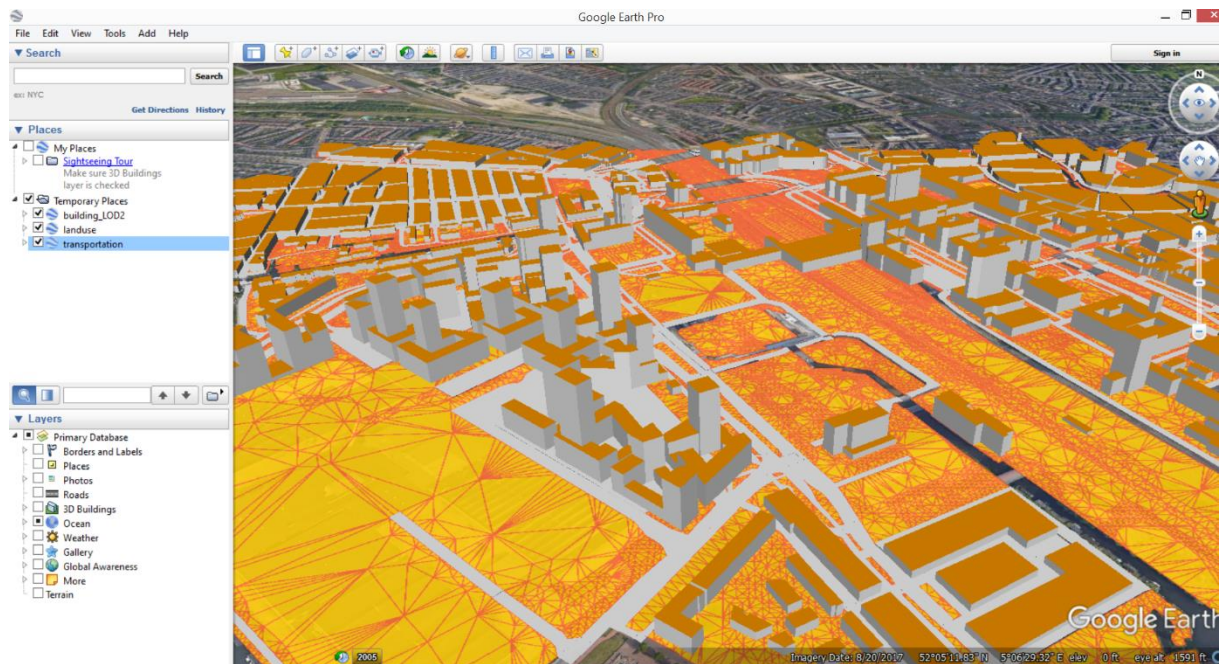 Google Earth Pro
File Edit View Tools Add Help
Search
Sign in
Search
NYC
Get Directions History
Places
My Places
Sightseeing Tour
Make sure 3D Buildings
layer is checked
Temporary Places
building_LOD2
landuse
transportation
Layers
Primary Database
Borders and Labels
Places
Photos
Roads
3D Buildings
Ocean
Weather
Gallery
Global Awareness
More
Terrain
N
Google Earth
2005
Imagery Date: 8/20/2017 52°05'11.83" N 5°06'29.32" E elev 0 ft eye alt 1591 ft